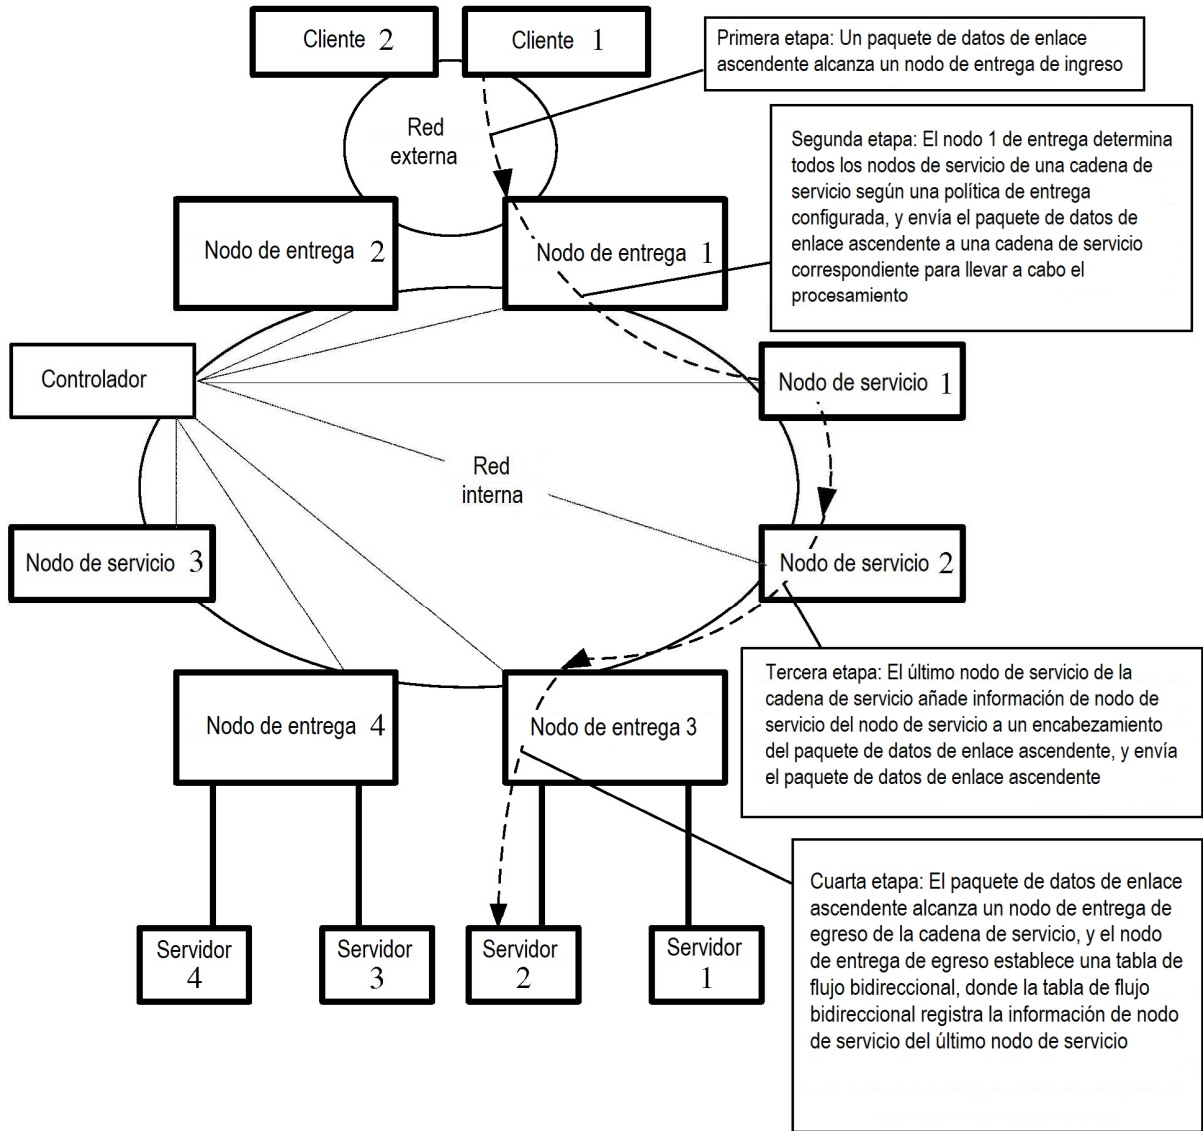 Cliente 2
Cliente 1
Primera etapa: Un paquete de datos de enlace
ascendente alcanza un nodo de entrega de ingreso
Red
externa
Segunda etapa: El nodo 1 de entrega determina
todos los nodos de servicio de una cadena de
servicio según una política de entrega
configurada, y envía el paquete de datos de
enlace ascendente a una cadena de servicio
correspondiente para llevar a cabo el
procesamiento
Nodo de entrega 2
Nodo de entrega 1
Controlador
Nodo de servicio 1
Red
interna
Nodo de servicio 3
Nodo de servicio 2
Tercera etapa: El último nodo de servicio de la
cadena de servicio añade información de nodo de
servicio del nodo de servicio a un encabezamiento
del paquete de datos de enlace ascendente, y envía
el paquete de datos de enlace ascendente
Nodo de entrega 4
Nodo de entrega 3
Cuarta etapa: El paquete de datos de enlace
ascendente alcanza un nodo de entrega de
egreso de la cadena de servicio, y el nodo
de entrega de egreso establece una tabla de
flujo bidireccional, donde la tabla de flujo
bidireccional registra la información de nodo
de servicio del último nodo de servicio
Servidor
4
Servidor
3
Servidor
2
Servidor
1